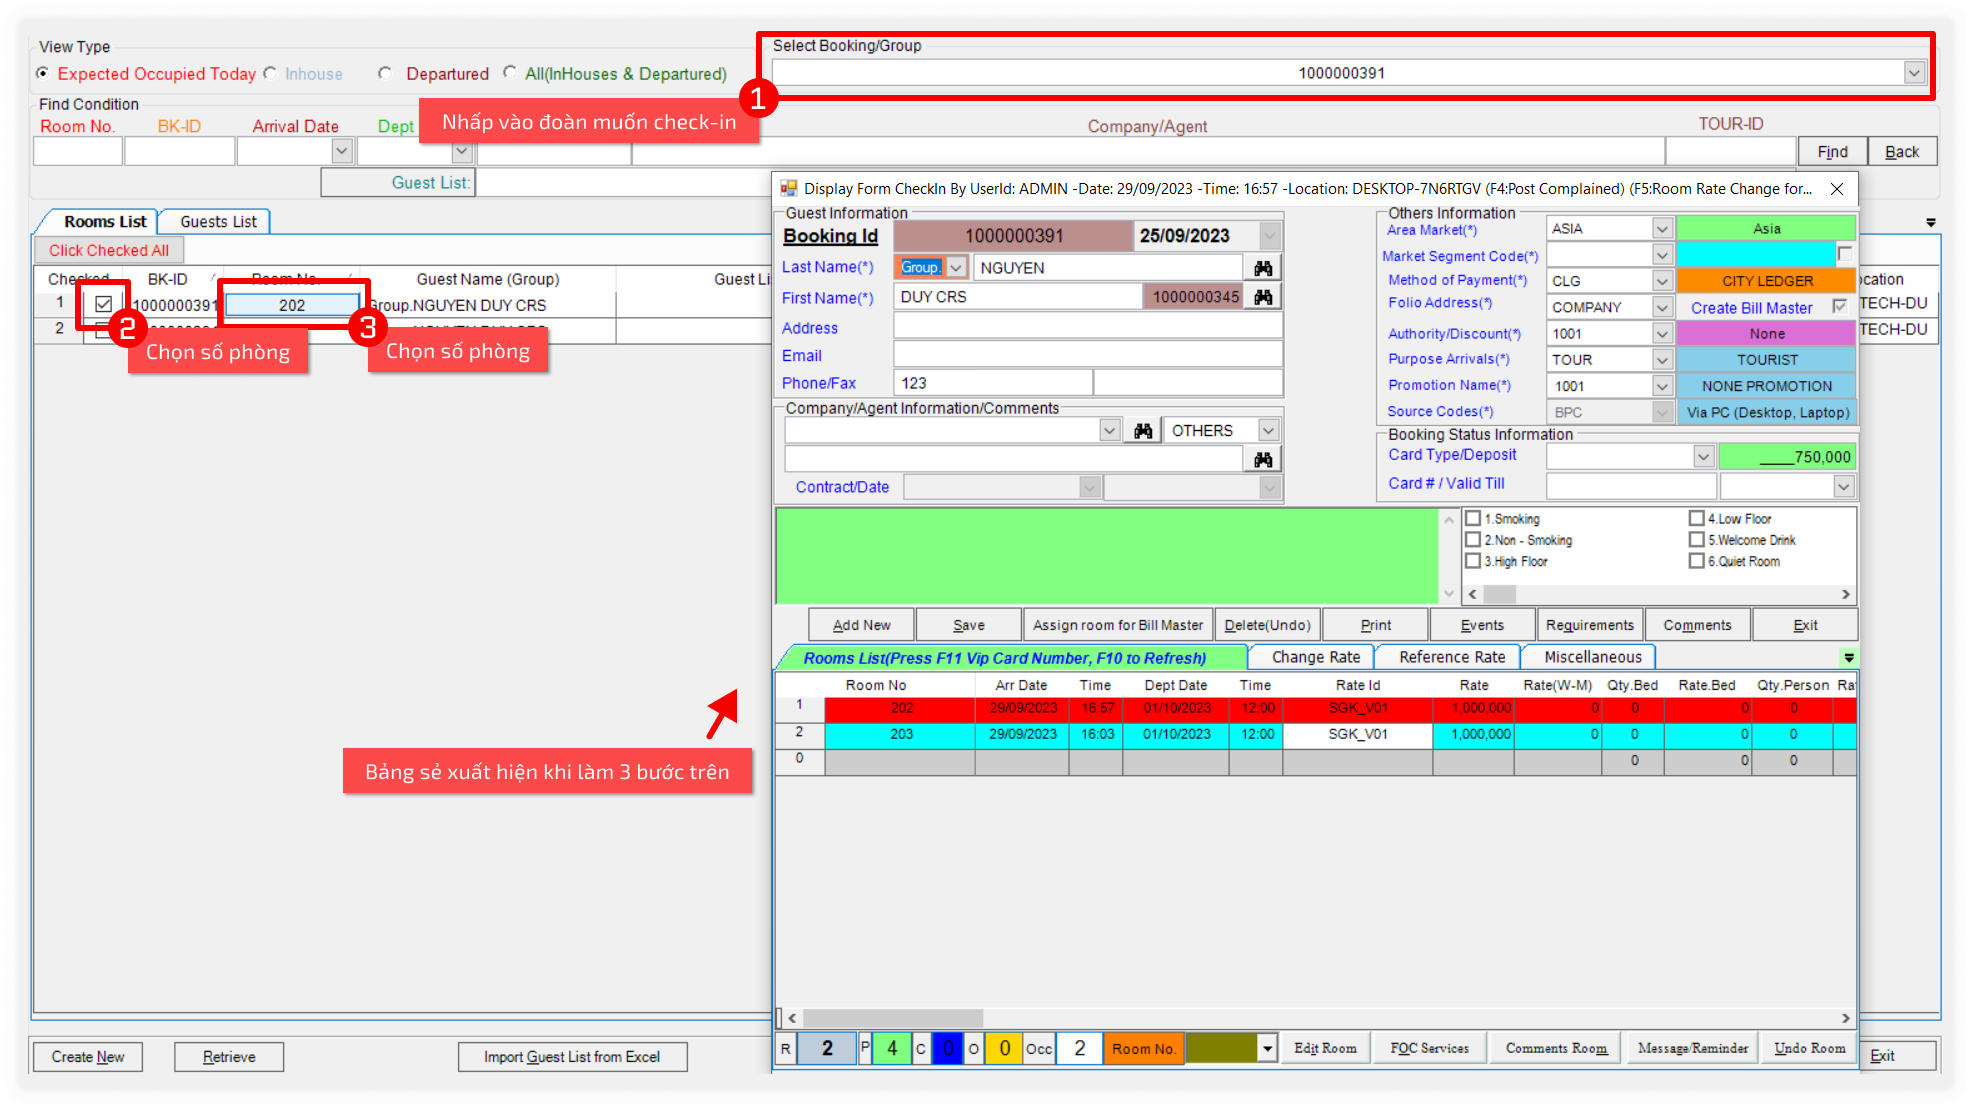 View Type
Expected Occupied Today Inhouse Departured All(InHouses & Departured)
Select Booking/Group
1000000391
1
Nhấp vào đoàn muốn check-in
Find Condition
Room No. BK-ID Arrival Date Dept Company/Agent TOUR-ID
Find Back
Guest List:
Rooms List Guests List
Click Checked All
Checked BK-ID Room No. Guest Name (Group) Guest Li
1 1000000391 202 Group.NGUYEN DUY CRS
2
2
Chọn số phòng
3
Chọn số phòng
Bảng sẻ xuất hiện khi làm 3 bước trên
Create New Retrieve Import Guest List from Excel Exit
Display Form CheckIn By UserId: ADMIN -Date: 29/09/2023 -Time: 16:57 -Location: DESKTOP-7N6RTGV (F4:Post Complained) (F5:Room Rate Change for...
Guest Information
Booking Id 1000000391 25/09/2023
Last Name(*) Group. NGUYEN
First Name(*) DUY CRS 1000000345
Address
Email
Phone/Fax 123
Company/Agent Information/Comments
OTHERS
Contract/Date
Others Information
Area Market(*) ASIA Asia
Market Segment Code(*)
Method of Payment(*) CLG CITY LEDGER
Folio Address(*) COMPANY Create Bill Master
Authority/Discount(*) 1001 None
Purpose Arrivals(*) TOUR TOURIST
Promotion Name(*) 1001 NONE PROMOTION
Source Codes(*) BPC Via PC (Desktop, Laptop)
Booking Status Information
Card Type/Deposit ____750,000
Card # / Valid Till
cation
TECH-DU
TECH-DU
1.Smoking 4.Low Floor
2.Non - Smoking 5.Welcome Drink
3.High Floor 6.Quiet Room
Add New Save Assign room for Bill Master Delete(Undo) Print Events Requirements Comments Exit
Rooms List(Press F11 Vip Card Number, F10 to Refresh) Change Rate Reference Rate Miscellaneous
Room No Arr Date Time Dept Date Time Rate Id Rate Rate(W-M) Qty.Bed Rate.Bed Qty.Person Rat
1 202 29/09/2023 16:57 01/10/2023 12:00 SGK_V01 1,000,000 0 0 0 0
2 203 29/09/2023 16:03 01/10/2023 12:00 SGK_V01 1,000,000 0 0 0 0
0 0 0 0
R 2 P 4 C 0 O 0 Occ 2 Room No. Edit Room FOC Services Comments Room Message/Reminder Undo Room